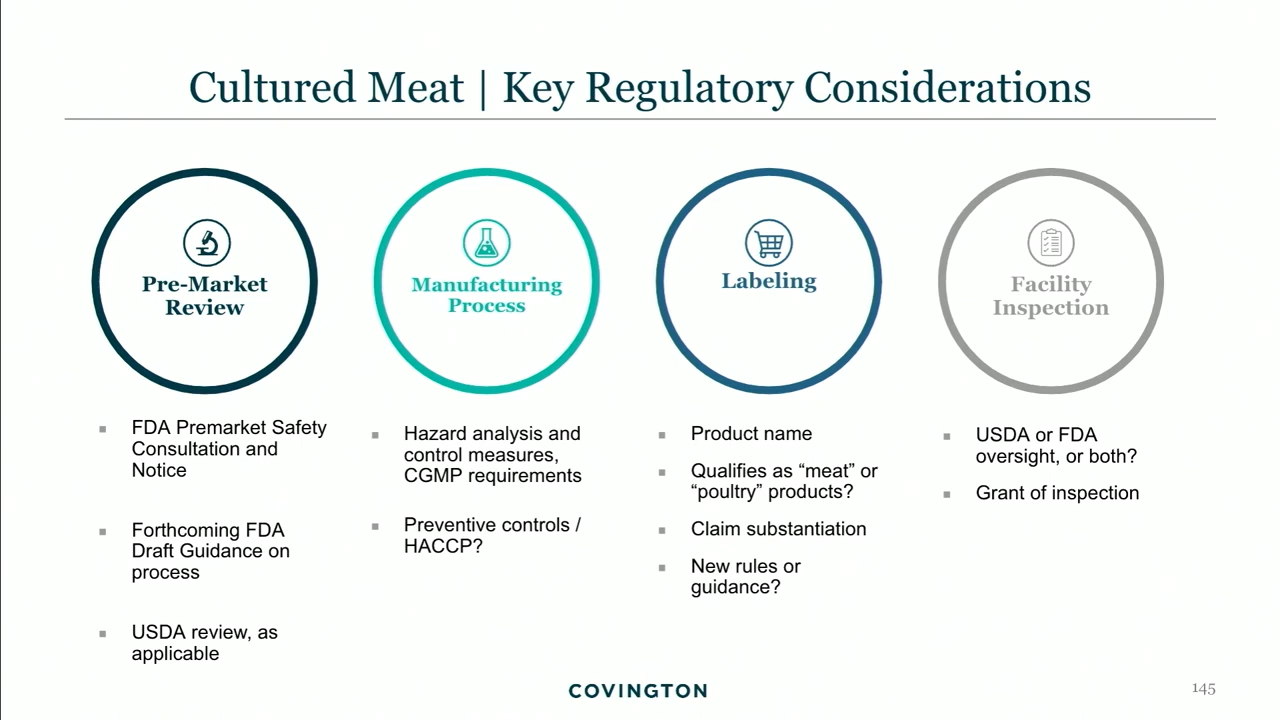 Cultured Meat | Key Regulatory Considerations
Pre-Market
Review
FDA Premarket Safety
Consultation and
Notice
Forthcoming FDA
Draft Guidance on
process
USDA review, as
applicable
Manufacturing
Process
Hazard analysis and
control measures,
CGMP requirements
Preventive controls /
HACCP?
Labeling
Product name
Qualifies as “meat” or
“poultry” products?
Claim substantiation
New rules or
guidance?
Facility
Inspection
USDA or FDA
oversight, or both?
Grant of inspection
COVINGTON
145